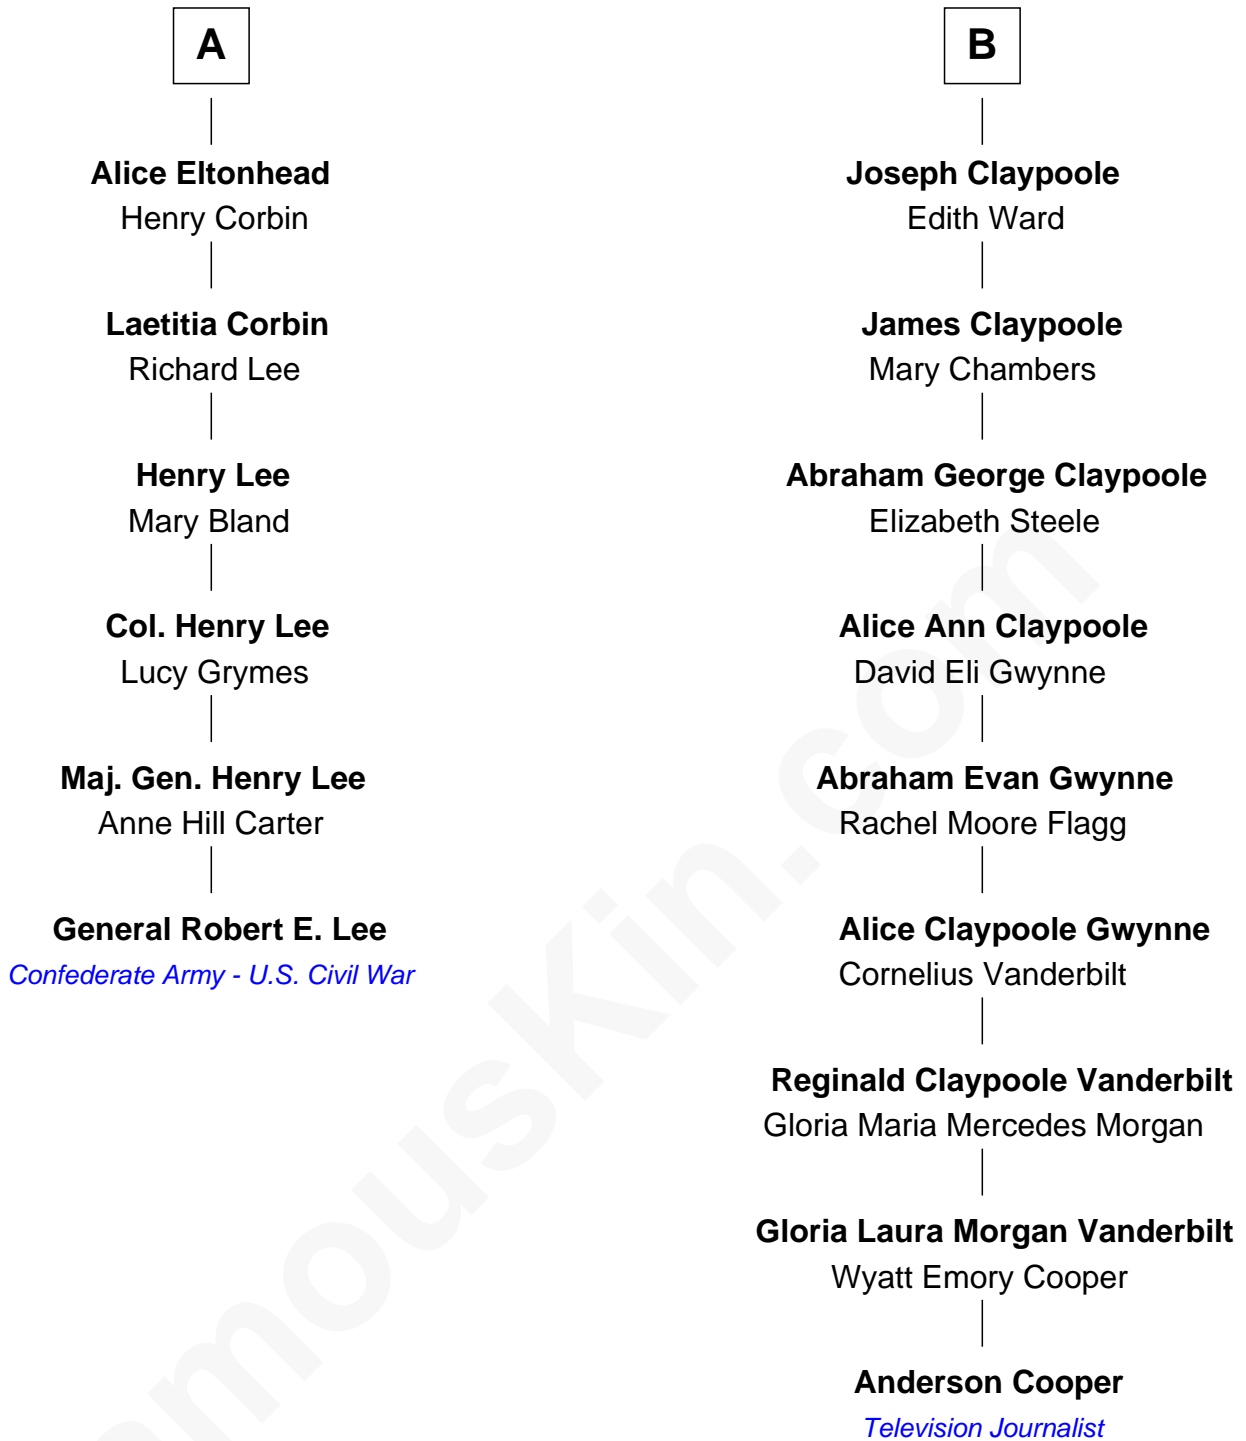 A
Alice Eltonhead
Henry Corbin
Laetitia Corbin
Richard Lee
Henry Lee
Mary Bland
Col. Henry Lee
Lucy Grymes
Maj. Gen. Henry Lee
Anne Hill Carter
General Robert E. Lee
Confederate Army - U.S. Civil War
B
Joseph Claypoole
Edith Ward
James Claypoole
Mary Chambers
Abraham George Claypoole
Elizabeth Steele
Alice Ann Claypoole
David Eli Gwynne
Abraham Evan Gwynne
Rachel Moore Flagg
Alice Claypoole Gwynne
Cornelius Vanderbilt
Reginald Claypoole Vanderbilt
Gloria Maria Mercedes Morgan
Gloria Laura Morgan Vanderbilt
Wyatt Emory Cooper
Anderson Cooper
Television Journalist
amouskin.com